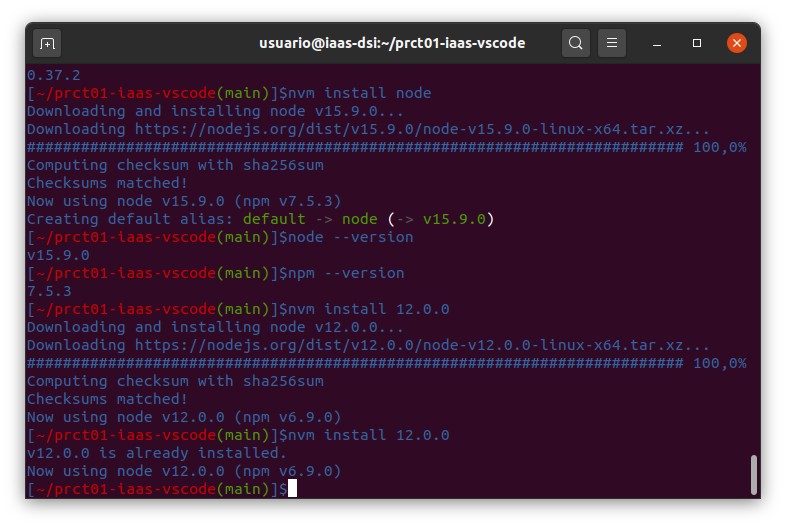 usuario@iaas-dsi:~/prct01-iaas-vscode
0.37.2
[~/prct01-iaas-vscode(main)]$nvm install node
Downloading and installing node v15.9.0...
Downloading https://nodejs.org/dist/v15.9.0/node-v15.9.0-linux-x64.tar.xz...
######################################################################### 100,0%
Computing checksum with sha256sum
Checksums matched!
Now using node v15.9.0 (npm v7.5.3)
Creating default alias: default -> node (-> v15.9.0)
[~/prct01-iaas-vscode(main)]$node --version
v15.9.0
[~/prct01-iaas-vscode(main)]$npm --version
7.5.3
[~/prct01-iaas-vscode(main)]$nvm install 12.0.0
Downloading and installing node v12.0.0...
Downloading https://nodejs.org/dist/v12.0.0/node-v12.0.0-linux-x64.tar.xz...
######################################################################### 100,0%
Computing checksum with sha256sum
Checksums matched!
Now using node v12.0.0 (npm v6.9.0)
[~/prct01-iaas-vscode(main)]$nvm install 12.0.0
v12.0.0 is already installed.
Now using node v12.0.0 (npm v6.9.0)
[~/prct01-iaas-vscode(main)]$